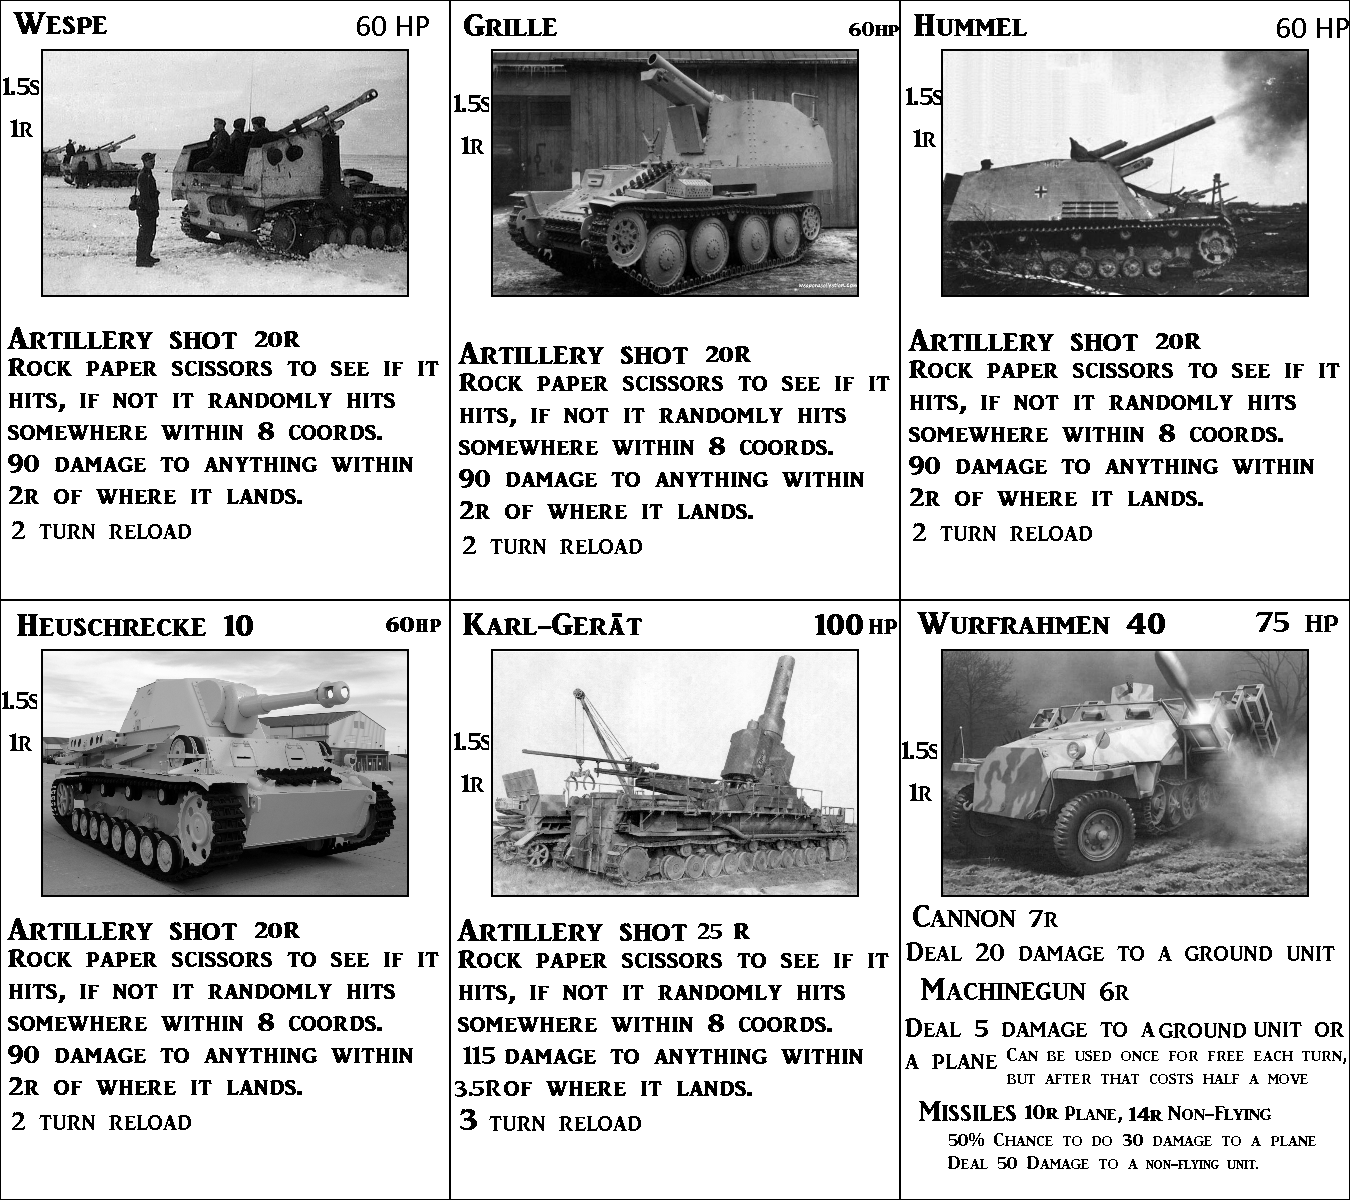 Wespe 60 HP
1.5s
1R
Artillery shot 20R
Rock paper scissors to see if it
hits, if not it randomly hits
somewhere within 8 coords.
90 damage to anything within
2R of where it lands.
2 turn reload
Grille 60HP
1.5s
1R
weaponscollection.com
Artillery shot 20R
Rock paper scissors to see if it
hits, if not it randomly hits
somewhere within 8 coords.
90 damage to anything within
2R of where it lands.
2 turn reload
Hummel 60 HP
1.5s
1R
Artillery shot 20R
Rock paper scissors to see if it
hits, if not it randomly hits
somewhere within 8 coords.
90 damage to anything within
2R of where it lands.
2 turn reload
Heuschrecke 10 60HP
1.5s
1R
Artillery shot 20R
Rock paper scissors to see if it
hits, if not it randomly hits
somewhere within 8 coords.
90 damage to anything within
2R of where it lands.
2 turn reload
Karl-Gerāt 100 HP
1.5s
1R
Artillery shot 25 R
Rock paper scissors to see if it
hits, if not it randomly hits
somewhere within 8 coords.
115 damage to anything within
3.5R of where it lands.
3 turn reload
Wurfrahmen 40 75 HP
1.5s
1R
Cannon 7R
Deal 20 damage to a ground unit
Machinegun 6R
Deal 5 damage to a ground unit or
a plane Can be used once for free each turn,
but after that costs half a move
Missiles 10R Plane, 14R Non-Flying
50% Chance to do 30 damage to a plane
Deal 50 Damage to a non-flying unit.